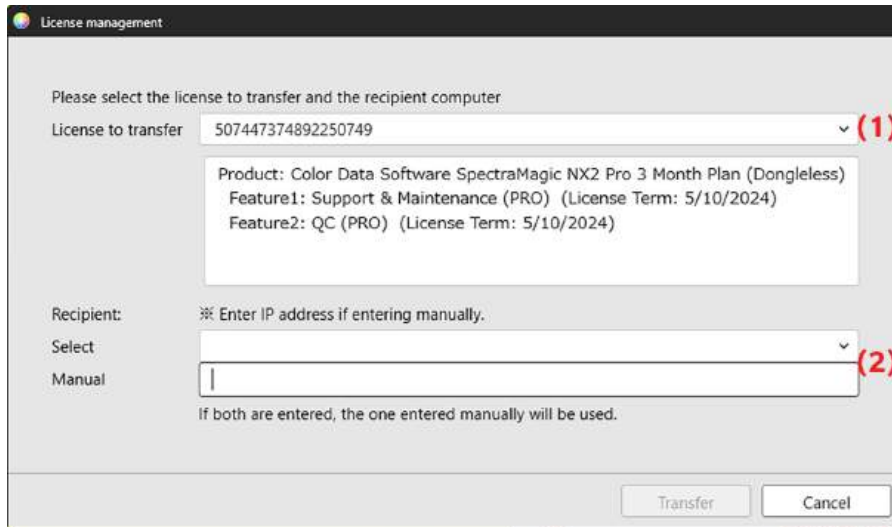 License management
Please select the license to transfer and the recipient computer
License to transfer 507447374892250749 (1)
Product: Color Data Software SpectraMagic NX2 Pro 3 Month Plan (Dongleless)
Feature1: Support & Maintenance (PRO) (License Term: 5/10/2024)
Feature2: QC (PRO) (License Term: 5/10/2024)
Recipient: ※ Enter IP address if entering manually.
Select
(2)
Manual
If both are entered, the one entered manually will be used.
Transfer Cancel